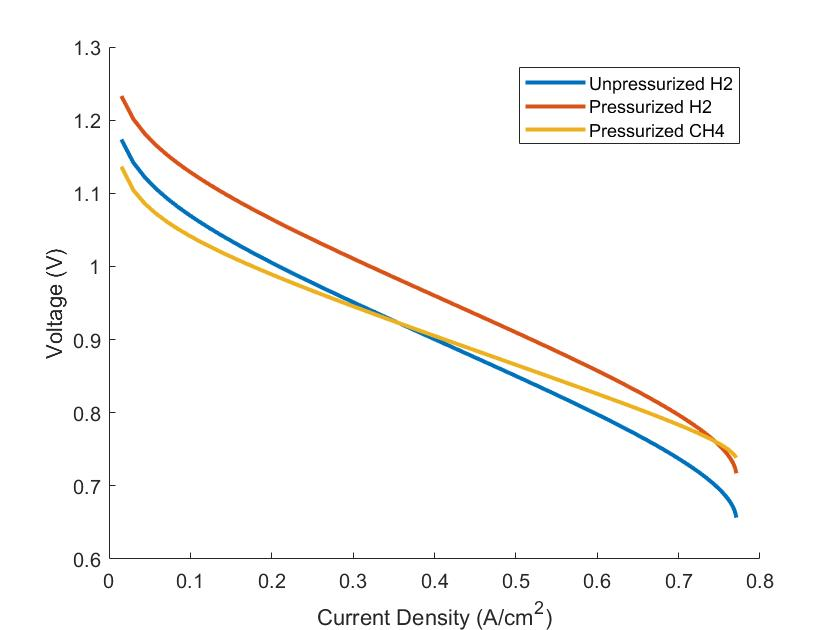 1.3
1.2
1.1
1
0.9
0.8
0.7
0.6
Voltage (V)
Unpressurized H2
Pressurized H2
Pressurized CH4
0 0.1 0.2 0.3 0.4 0.5 0.6 0.7 0.8
Current Density (A/cm²)